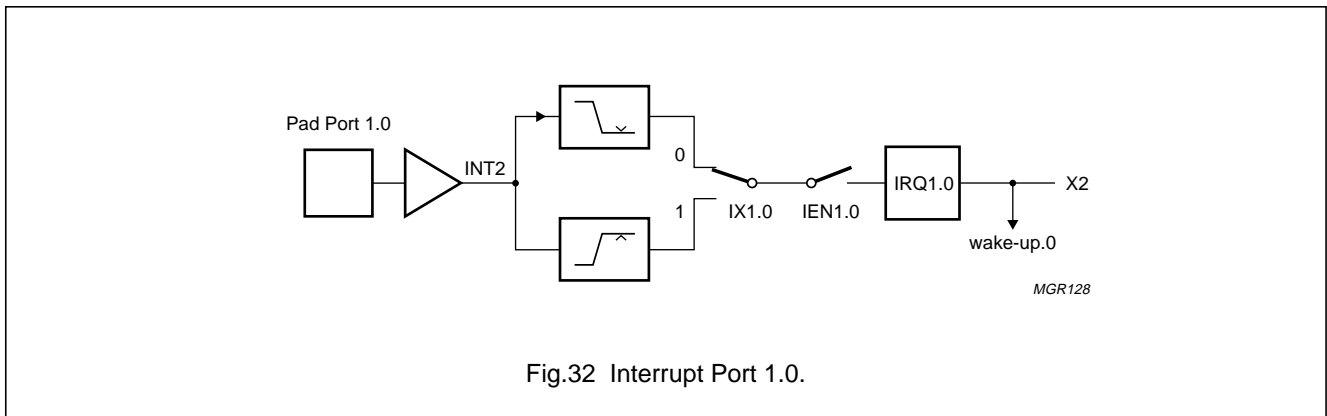 Pad Port 1.0
INT2
0
1
IX1.0
IEN1.0
IRQ1.0
X2
wake-up.0
MGR128
Fig.32 Interrupt Port 1.0.